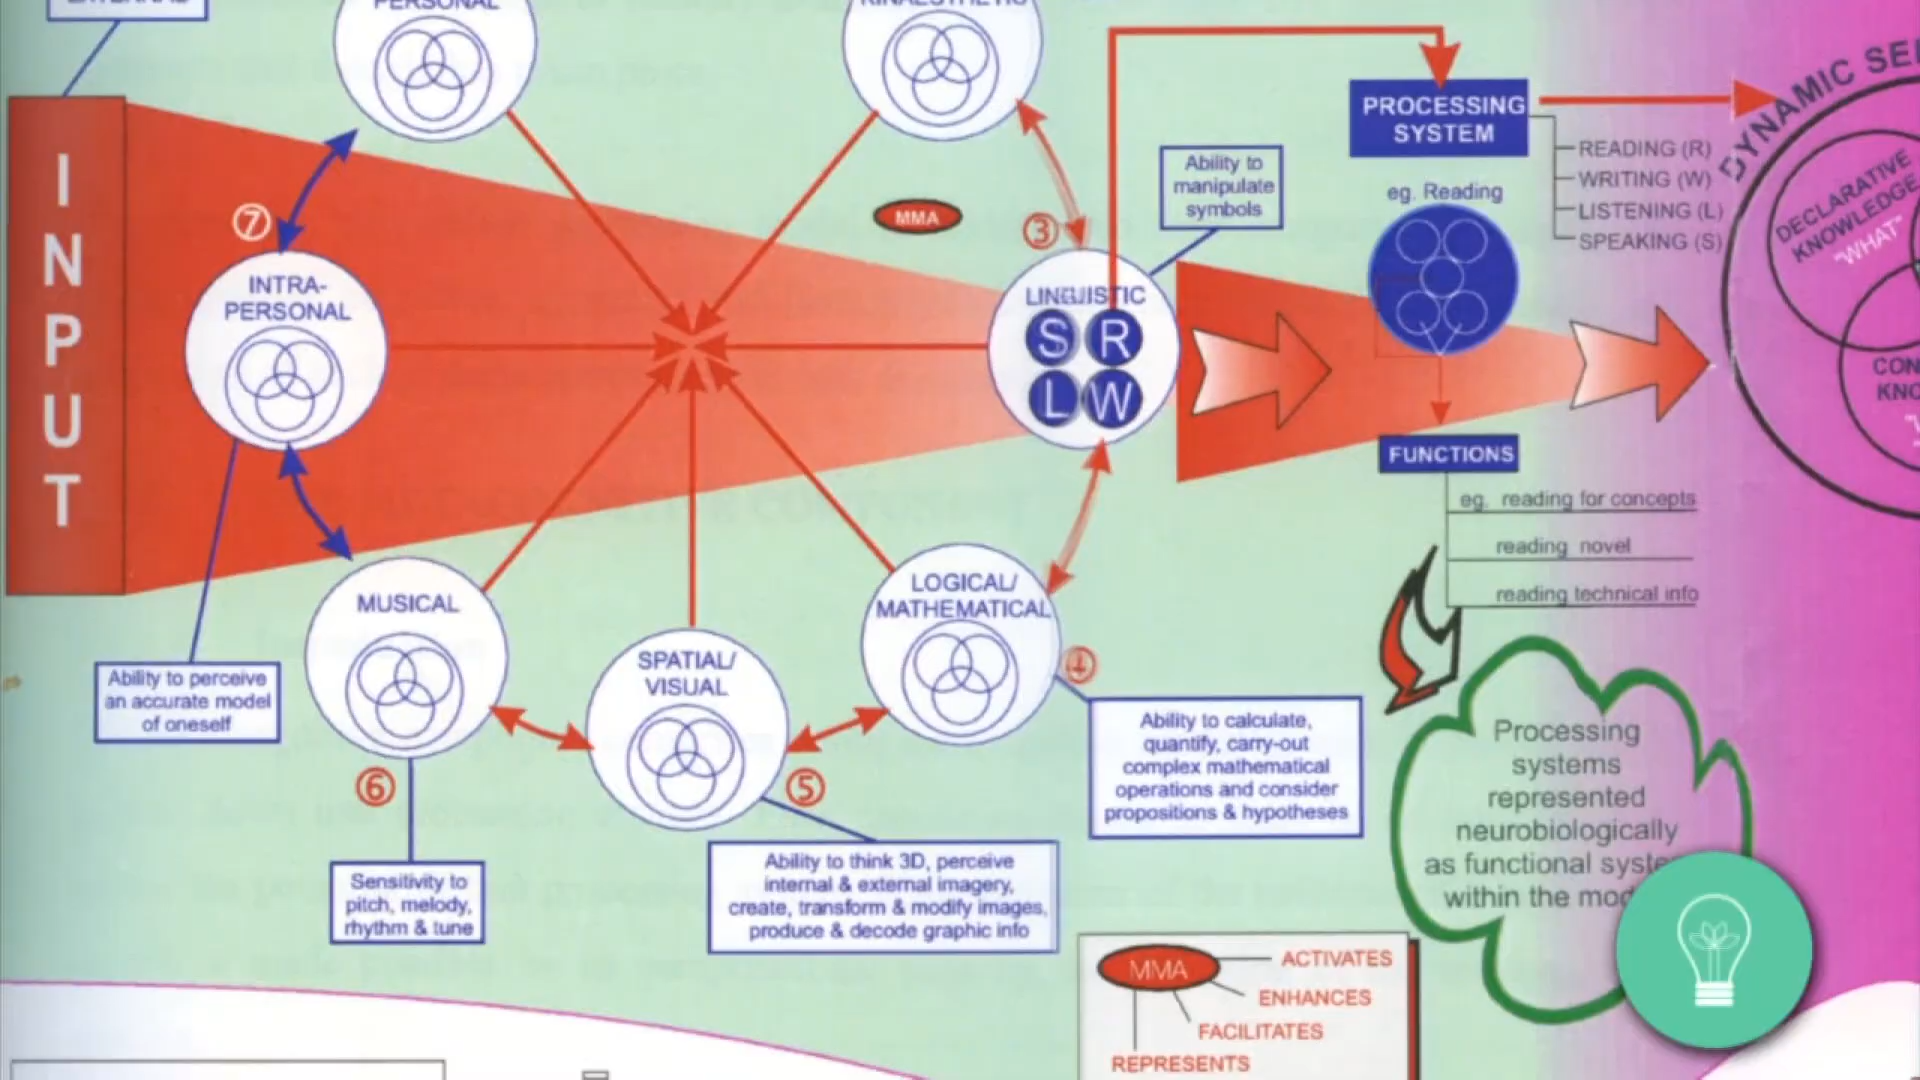 PERSONAL
INPUT
⑦
INTRA-
PERSONAL
MMA
③
Ability to
manipulate
symbols
LINGUISTIC
S R
L W
PROCESSING
SYSTEM
READING (R)
WRITING (W)
LISTENING (L)
SPEAKING (S)
eg. Reading
DYNAMIC
DECLARATIVE
KNOWLEDGE
"WHAT"
FUNCTIONS
eg. reading for concepts
reading novel
reading technical info
MUSICAL
SPATIAL/
VISUAL
LOGICAL/
MATHEMATICAL
④
⑤
⑥
Ability to perceive
an accurate model
of oneself
Sensitivity to
pitch, melody,
rhythm & tune
Ability to think 3D, perceive
internal & external imagery,
create, transform & modify images,
produce & decode graphic info
Ability to calculate,
quantify, carry-out
complex mathematical
operations and consider
propositions & hypotheses
Processing
systems
represented
neurobiologically
as functional
within the
MMA
ACTIVATES
ENHANCES
FACILITATES
REPRESENTS